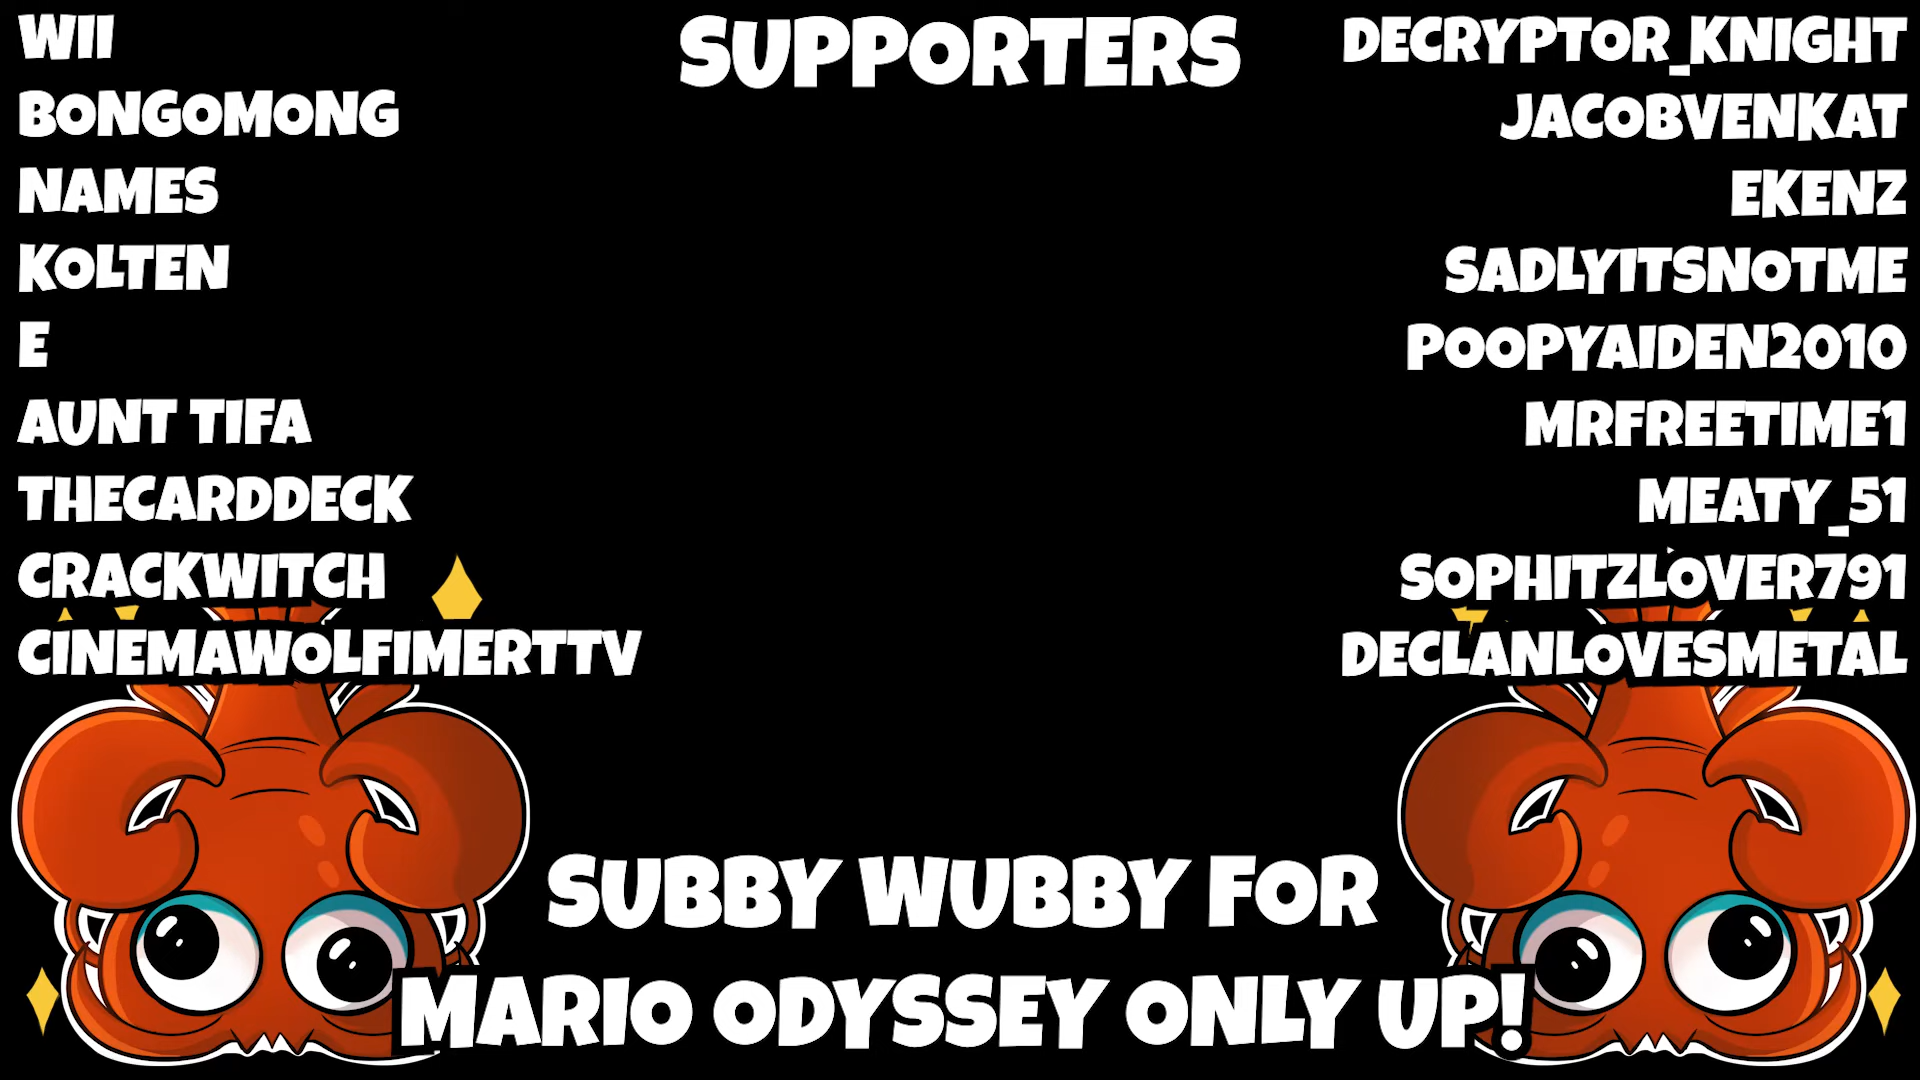 SUPPORTERS
WII
BONGOMONG
NAMES
KOLTEN
E
AUNT TIFA
THECARDDECK
CRACKWITCH
CINEMAWOLFIMERTTV
DECRYPTOR_KNIGHT
JACOBVENKAT
EKENZ
SADLYITSNOTME
POOPYAIDEN2010
MRFREETIME1
MEATY_51
SOPHITZLOVER791
DECLANLOVESMETAL
SUBBY WUBBY FOR
MARIO ODYSSEY ONLY UP!